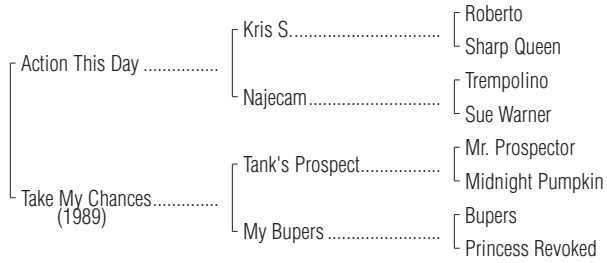 Roberto
Kris S.
Sharp Queen
Action This Day
Trempolino
Najecam
Sue Warner
Mr. Prospector
Tank's Prospect
Midnight Pumpkin
Take My Chances
(1989)
Bupers
My Bupers
Princess Revoked